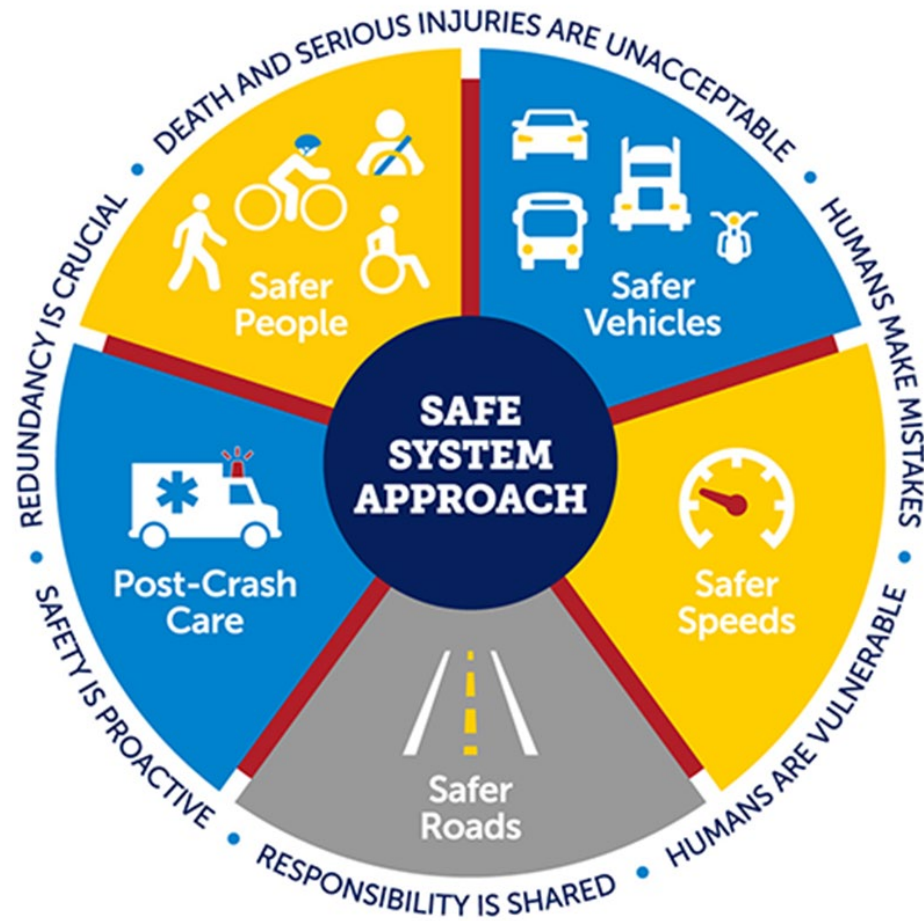 DEATH AND SERIOUS INJURIES ARE UNACCEPTABLE
HUMANS MAKE MISTAKES
HUMANS ARE VULNERABLE
RESPONSIBILITY IS SHARED
SAFETY IS PROACTIVE
REDUNDANCY IS CRUCIAL
SAFE
SYSTEM
APPROACH
Safer
People
Safer
Vehicles
Safer
Speeds
Safer
Roads
Post-Crash
Care